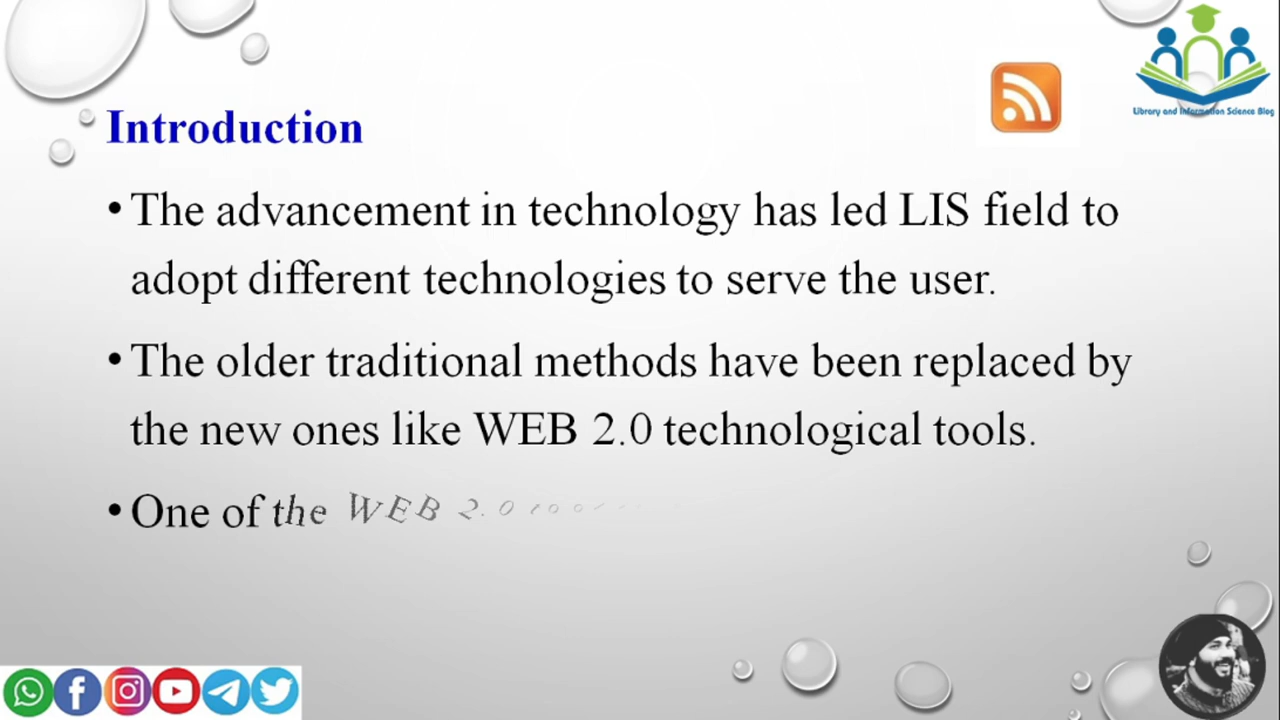 Library and Information Science Blog
Introduction
• The advancement in technology has led LIS field to
adopt different technologies to serve the user.
• The older traditional methods have been replaced by
the new ones like WEB 2.0 technological tools.
• One of the WEB 2.0